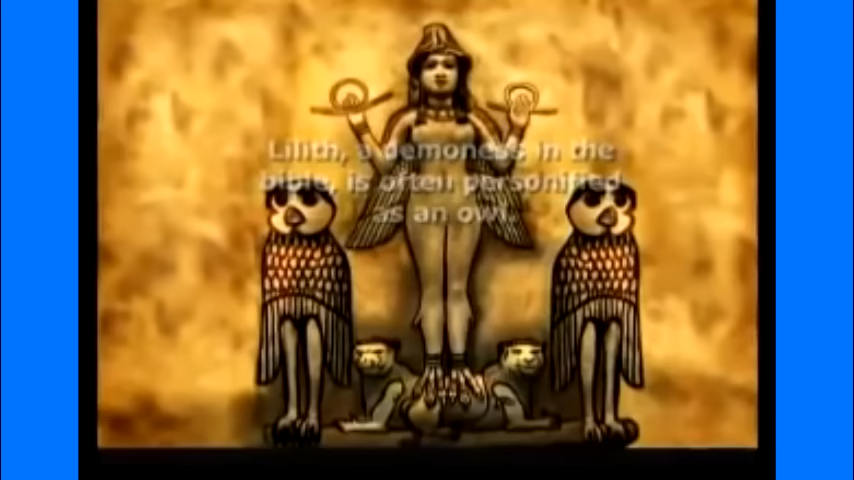 Lilith, a demoness in the
bible, is often personified
as an owl.